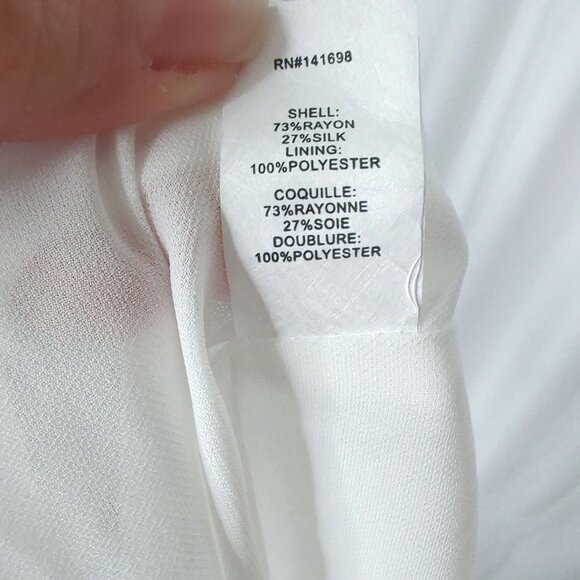 RN#141698
SHELL:
73%RAYON
27%SILK
LINING:
100%POLYESTER
COQUILLE:
73%RAYONNE
27%SOIE
DOUBLURE:
100%POLYESTER